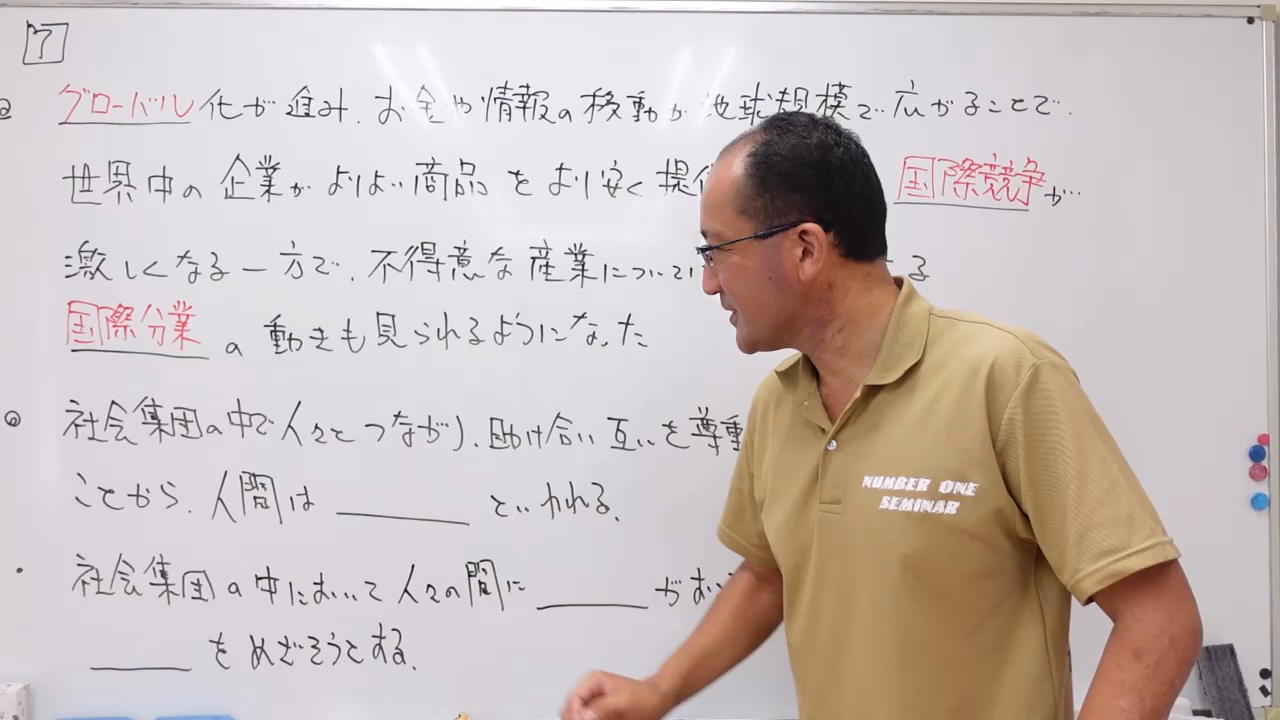 7
グローバル化が進み、お金や情報の移動が地球規模で広がることで、
世界中の企業がよりよい商品をより安く提 国際競争が
激しくなる一方で、不得意な産業について る
国際分業の動きも見られるようになった
社会集団の中で人々とつながり、助け合い互いを尊重
ことから、人間は といわれる。
社会集団の中において人々の間に がおい
をめざそうとする。
NUMBER ONE
SEMINAR